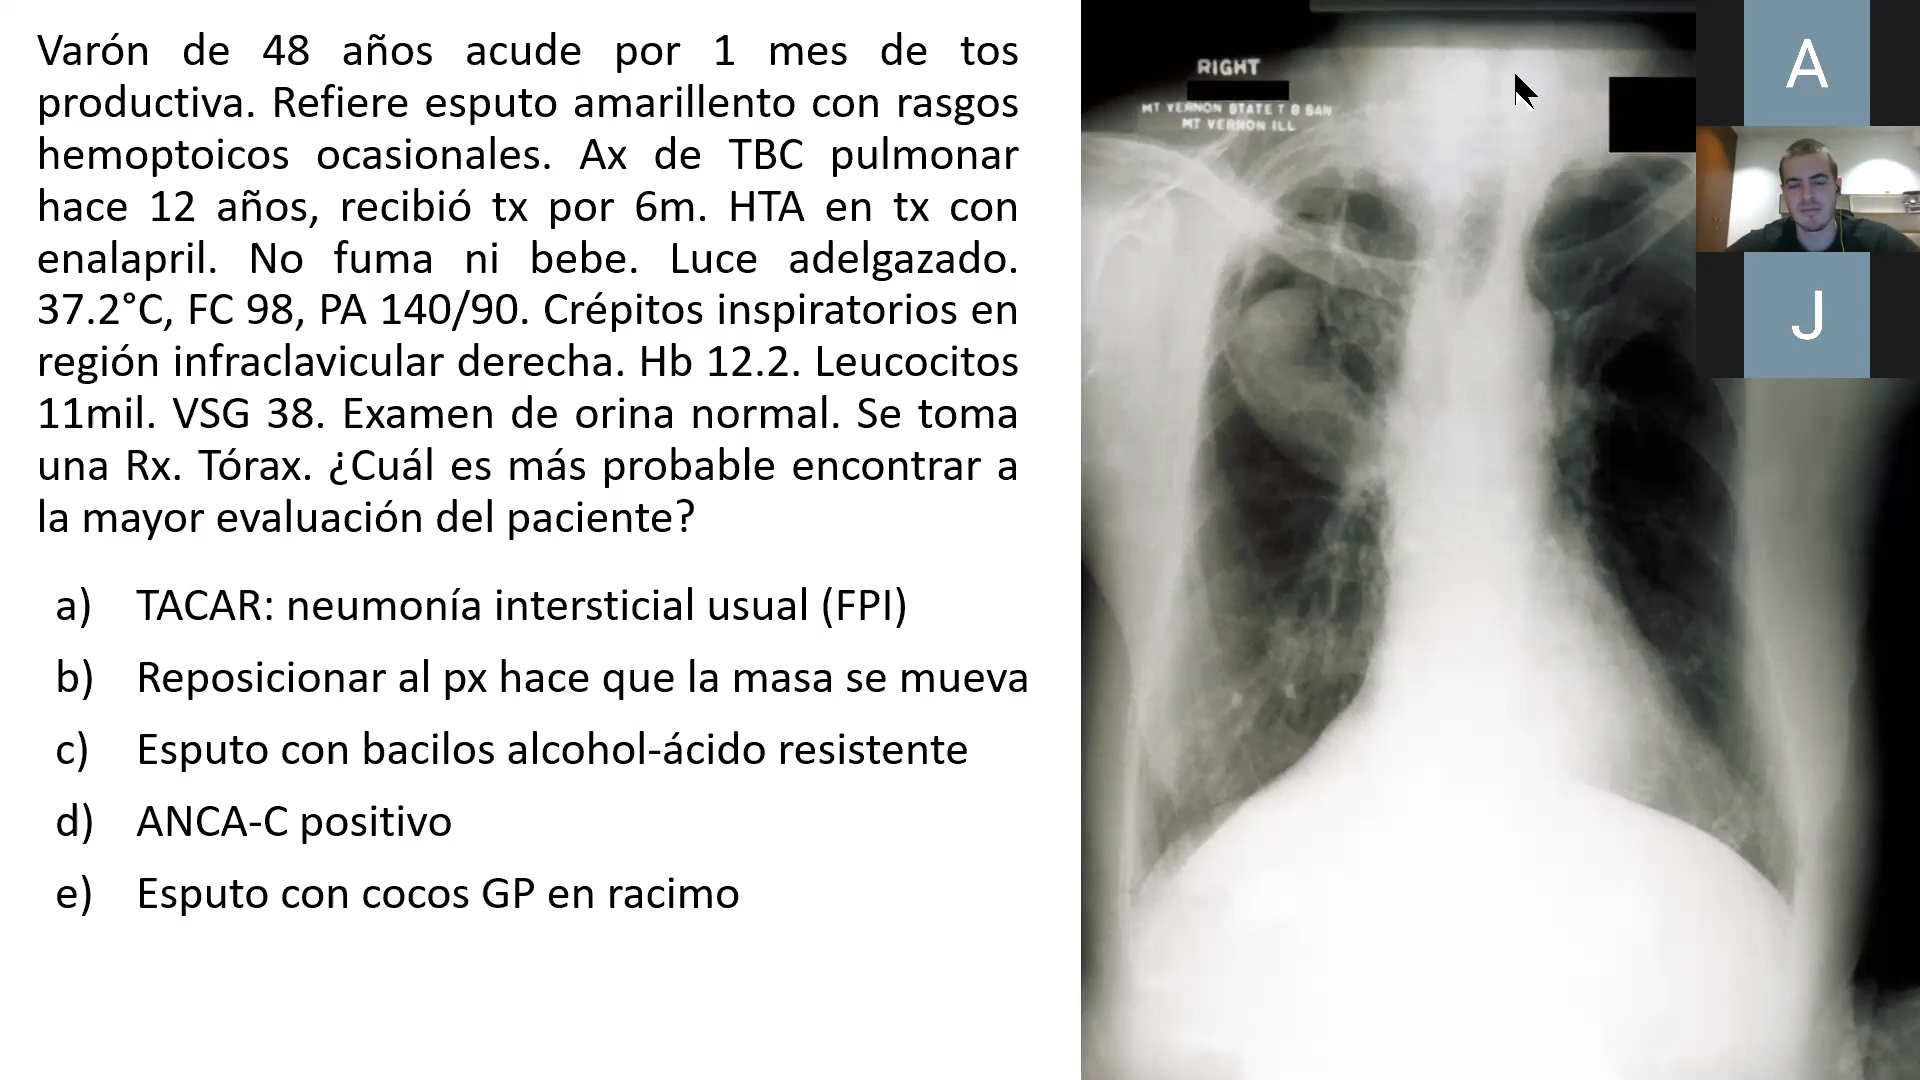 Varón de 48 años acude por 1 mes de tos
productiva. Refiere esputo amarillento con rasgos
hemoptoicos ocasionales. Ax de TBC pulmonar
hace 12 años, recibió tx por 6m. HTA en tx con
enalapril. No fuma ni bebe. Luce adelgazado.
37.2°C, FC 98, PA 140/90. Crépitos inspiratorios en
región infraclavicular derecha. Hb 12.2. Leucocitos
11mil. VSG 38. Examen de orina normal. Se toma
una Rx. Tórax. ¿Cuál es más probable encontrar a
la mayor evaluación del paciente?
a) TACAR: neumonía intersticial usual (FPI)
b) Reposicionar al px hace que la masa se mueva
c) Esputo con bacilos alcohol-ácido resistente
d) ANCA-C positivo
e) Esputo con cocos GP en racimo
RIGHT
MT VERNON STATE T B SAN
MT VERNON ILL
A
J